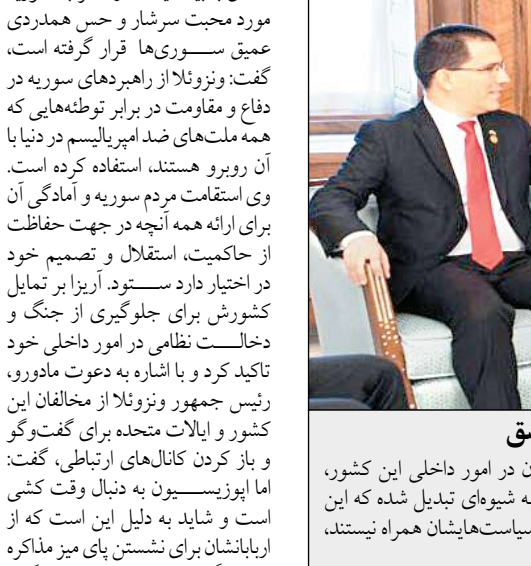 مورد محبت سرشار و حس همدردی
عمیق سوری‌ها قرار گرفته است،
گفت: ونزوئلا از راهبردهای سوریه در
دفاع و مقاومت در برابر توطئه‌هایی که
همه ملت‌های ضد امپریالیسم در دنیا با
آن روبرو هستند، استفاده کرده است.
وی استقامت مردم سوریه و آمادگی آن
برای ارائه همه آنچه در جهت حفاظت
از حاکمیت، استقلال و تصمیم خود
در اختیار دارد ستود. آریزا بر تمایل
کشورش برای جلوگیری از جنگ و
دخالت نظامی در امور داخلی خود
تاکید کرد و با اشاره به دعوت مادورو،
رئیس جمهور ونزوئلا از مخالفان این
کشور و ایالات متحده برای گفت‌وگو
و باز کردن کانال‌های ارتباطی، گفت:
اما اپوزیسیون به دنبال وقت کشی
است و شاید به دلیل این است که از
اربابانشان برای نشستن پای میز مذاکره
در امور داخلی این کشور،
شیوه‌ای تبدیل شده که این
سیاست‌هایشان همراه نیستند،